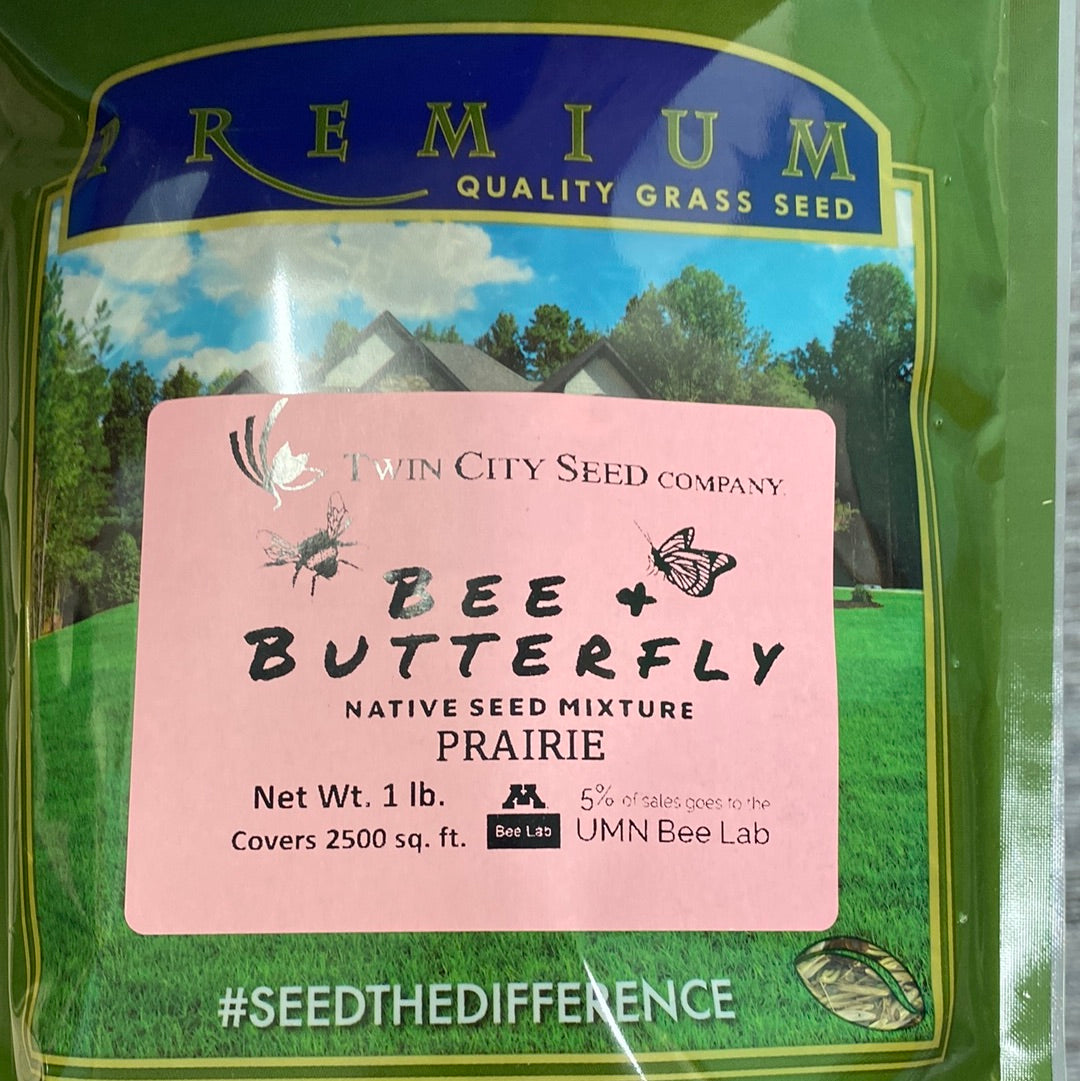 PREMIUM
QUALITY GRASS SEED
TWIN CITY SEED COMPANY
BEE +
BUTTERFLY
NATIVE SEED MIXTURE
PRAIRIE
Net Wt. 1 lb.
Covers 2500 sq. ft.
M
Bee Lab
5% of sales goes to the
UMN Bee Lab
#SEEDTHEDIFFERENCE